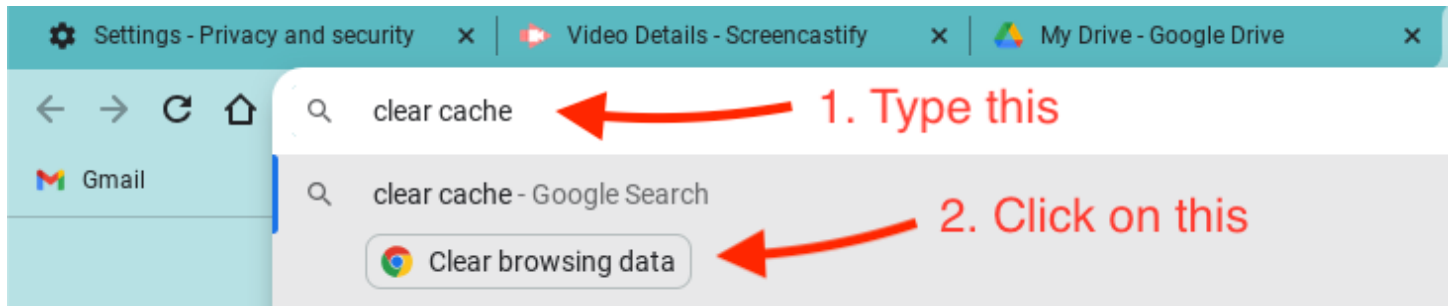 Settings - Privacy and security
Video Details - Screencastify
My Drive - Google Drive
clear cache
1. Type this
Gmail
clear cache - Google Search
2. Click on this
Clear browsing data